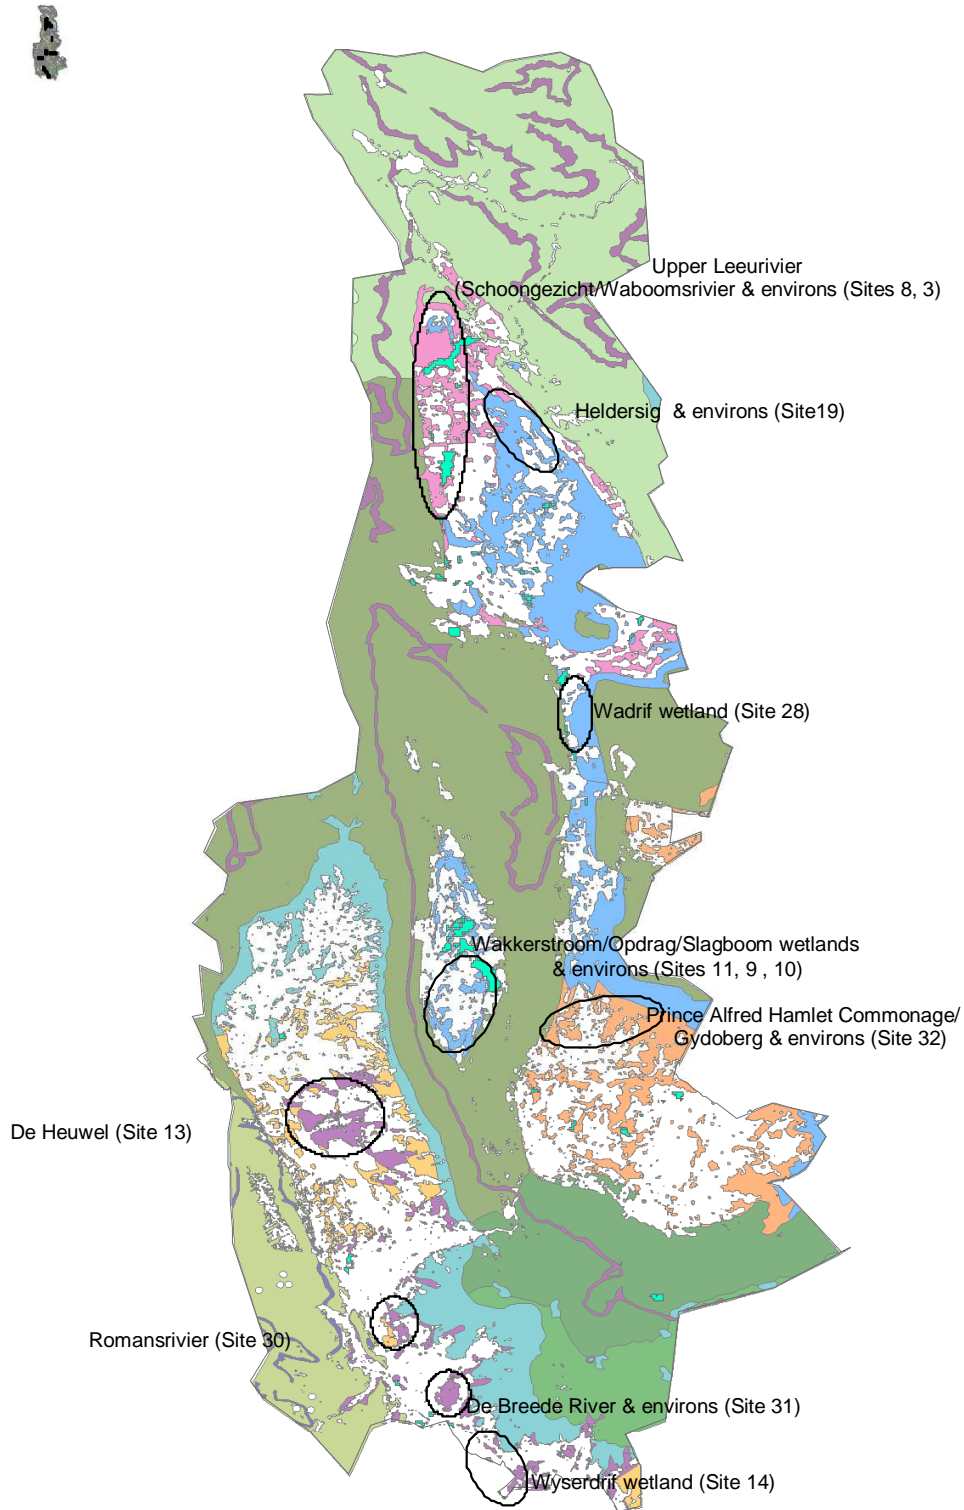 Upper Leeurivier
(Schoongezicht/Waboomsrivier & environs (Sites 8, 3)
Heldersig & environs (Site19)
Wadrif wetland (Site 28)
Wakkerstroom/Opdrag/Slagboom wetlands
& environs (Sites 11, 9 , 10)
Prince Alfred Hamlet Commonage/
Gydoberg & environs (Site 32)
De Heuwel (Site 13)
Romansrivier (Site 30)
De Breede River & environs (Site 31)
Wyserdrif wetland (Site 14)